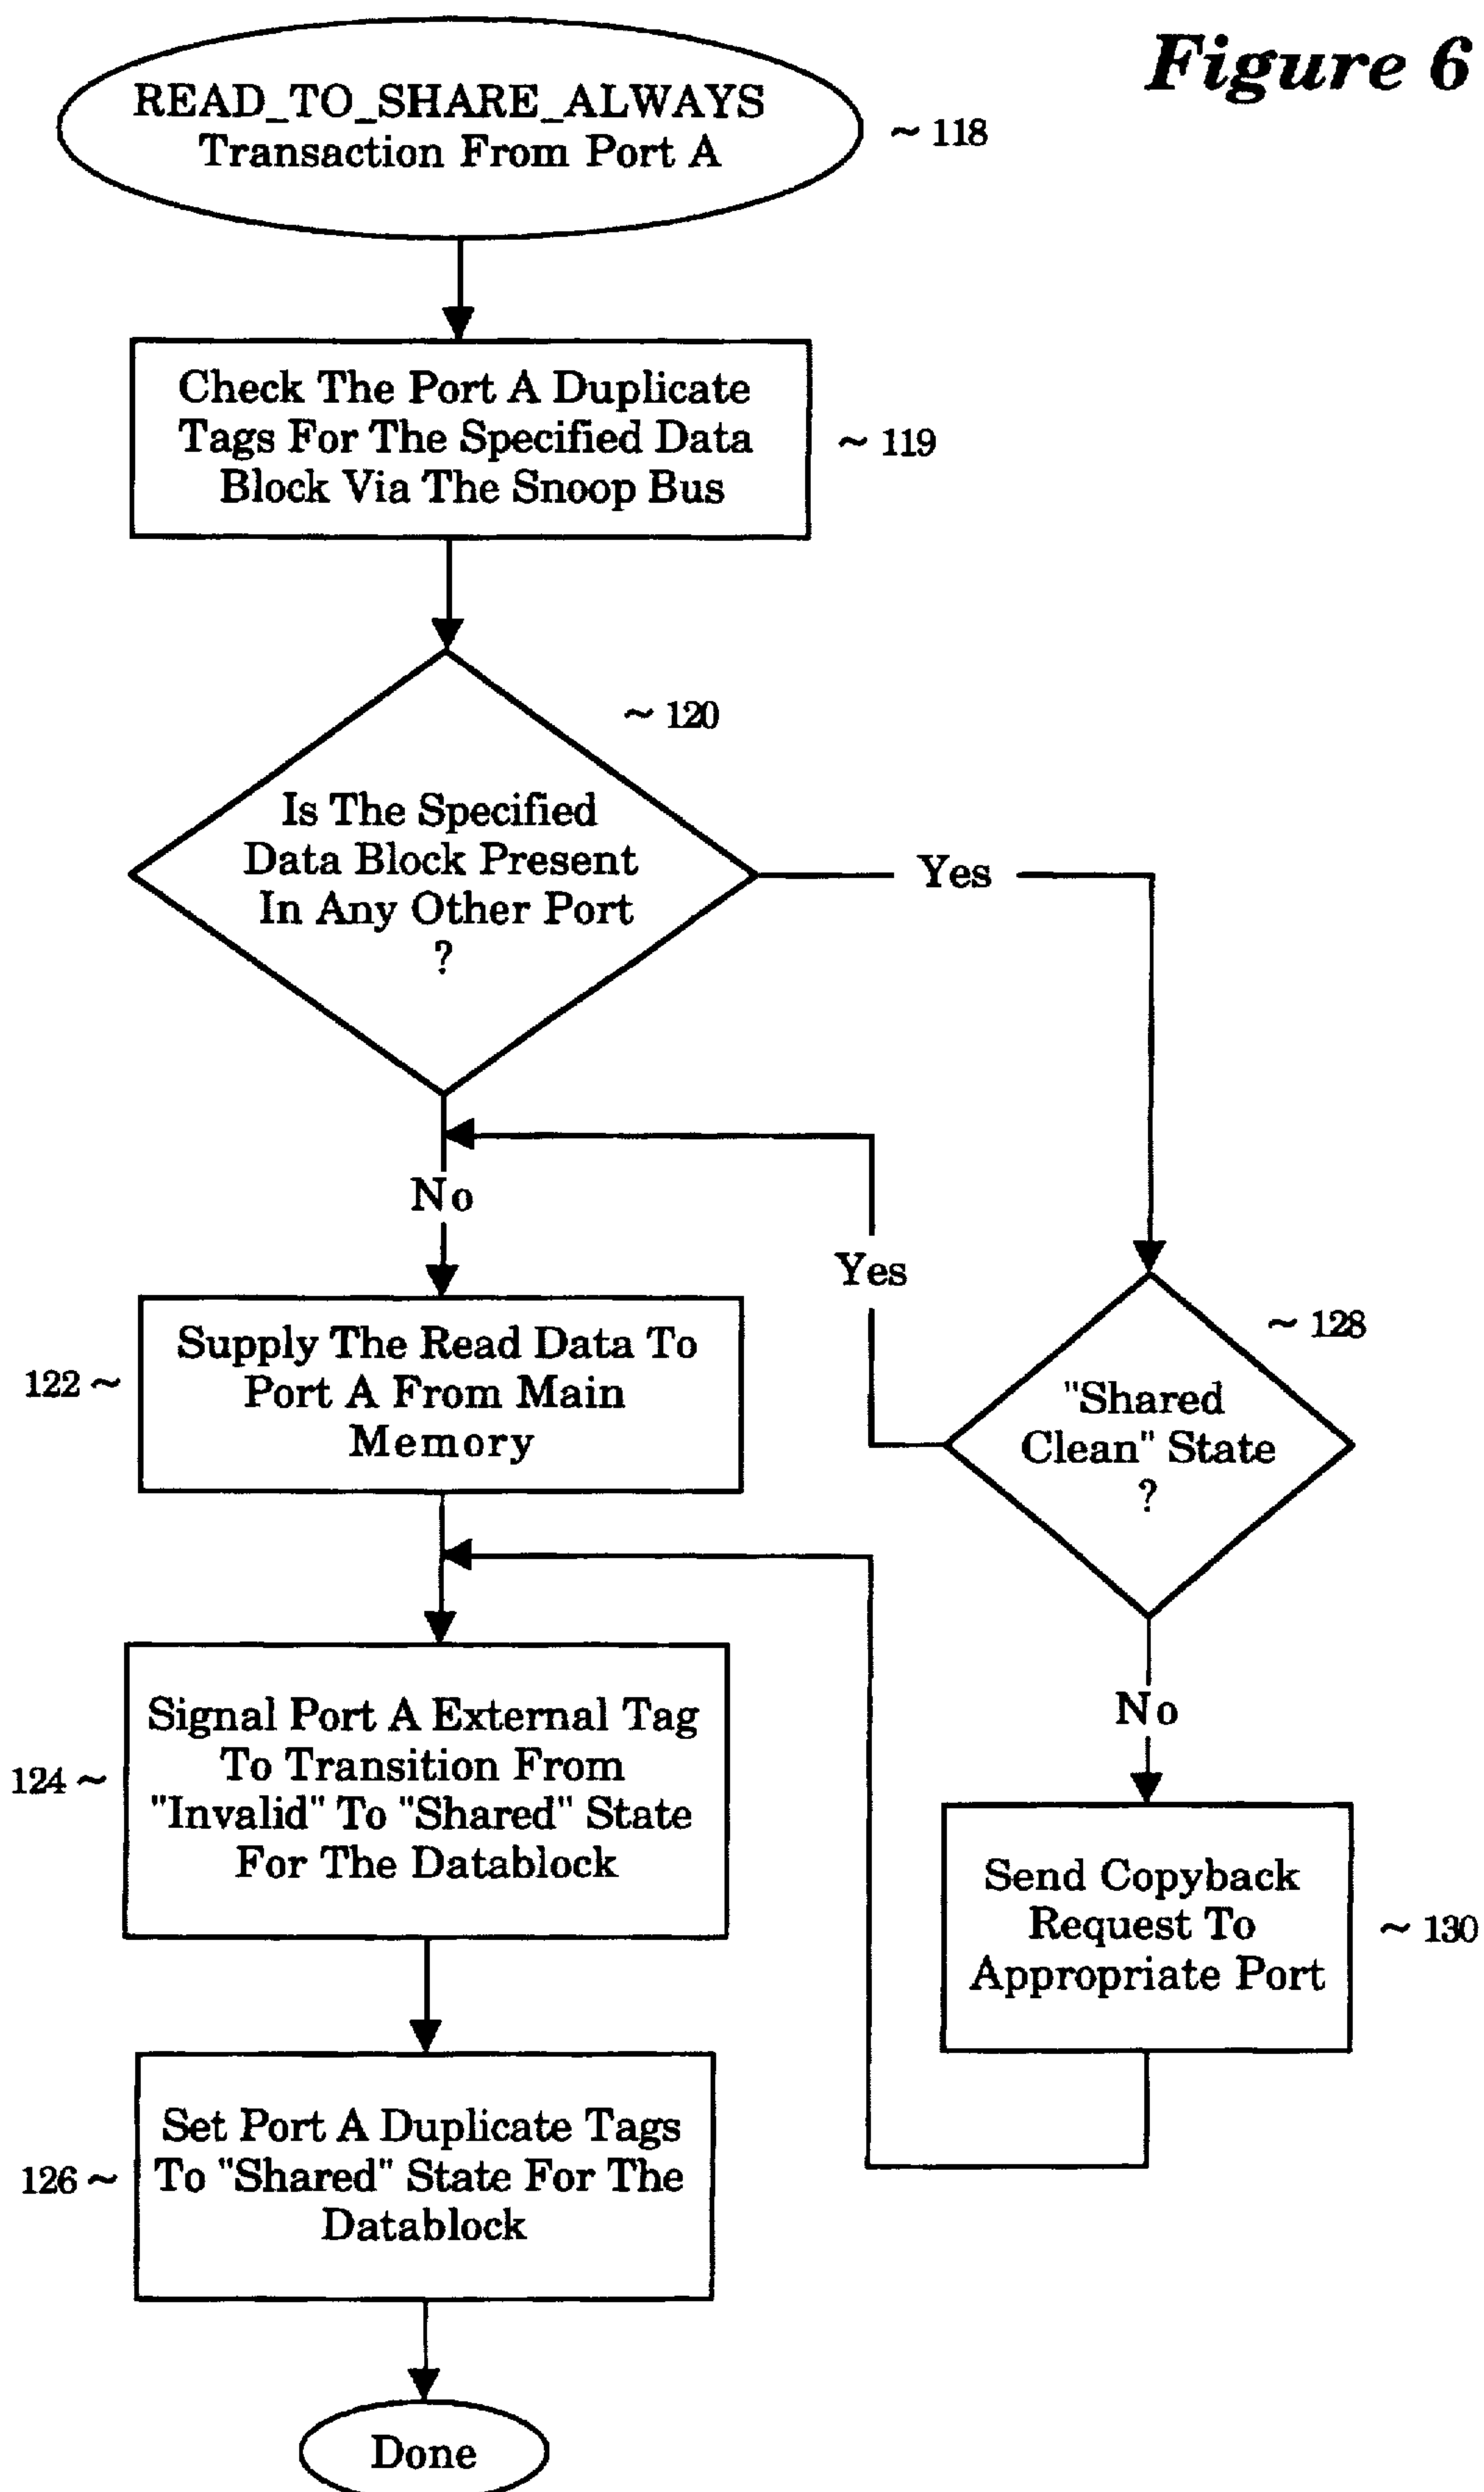 Figure 6
READ_TO_SHARE_ALWAYS
Transaction From Port A
~ 118
Check The Port A Duplicate
Tags For The Specified Data
Block Via The Snoop Bus
~ 119
~ 120
Is The Specified
Data Block Present
In Any Other Port
?
Yes
No
Yes
~ 128
"Shared
Clean" State
?
122 ~
Supply The Read Data To
Port A From Main
Memory
No
124 ~
Signal Port A External Tag
To Transition From
"Invalid" To "Shared" State
For The Datablock
Send Copyback
Request To
Appropriate Port
~ 130
126 ~
Set Port A Duplicate Tags
To "Shared" State For The
Datablock
Done